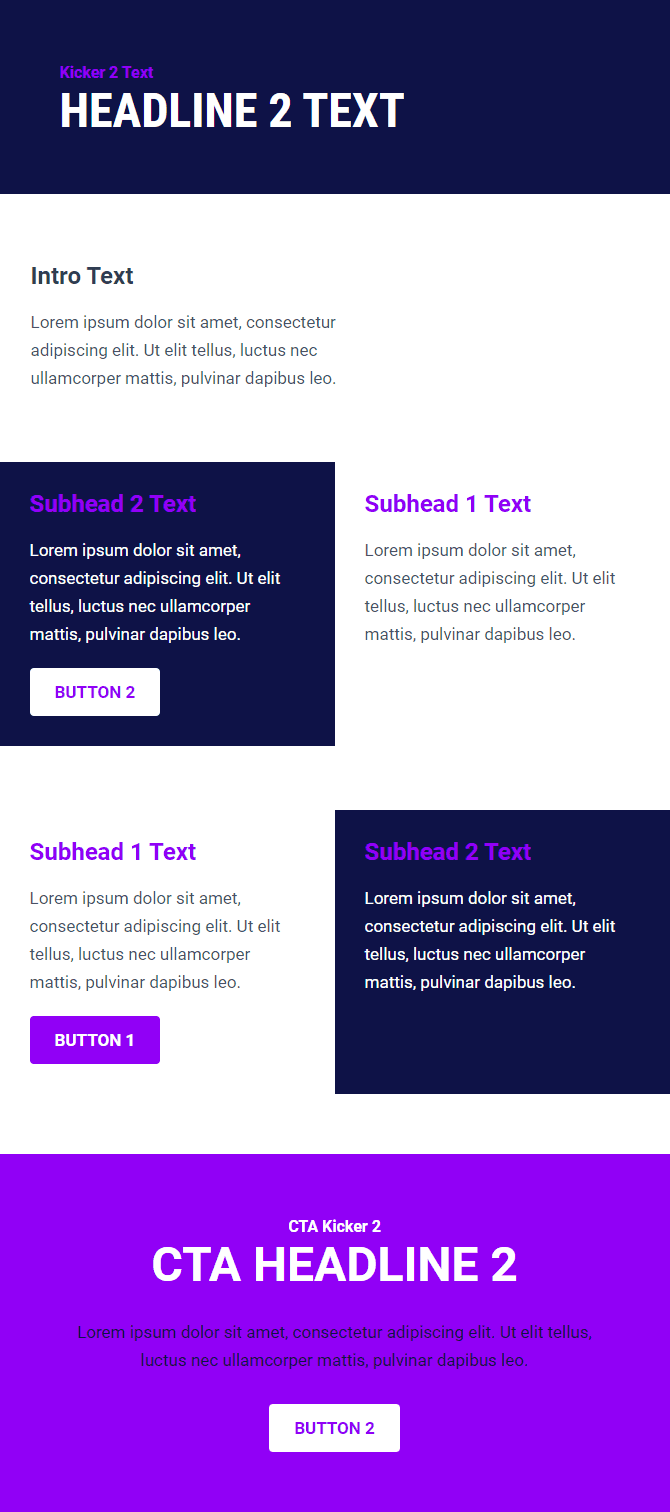 Kicker 2 Text
HEADLINE 2 TEXT
Intro Text
Lorem ipsum dolor sit amet, consectetur
adipiscing elit. Ut elit tellus, luctus nec
ullamcorper mattis, pulvinar dapibus leo.
Subhead 2 Text
Lorem ipsum dolor sit amet,
consectetur adipiscing elit. Ut elit
tellus, luctus nec ullamcorper
mattis, pulvinar dapibus leo.
BUTTON 2
Subhead 1 Text
Lorem ipsum dolor sit amet,
consectetur adipiscing elit. Ut elit
tellus, luctus nec ullamcorper
mattis, pulvinar dapibus leo.
Subhead 1 Text
Lorem ipsum dolor sit amet,
consectetur adipiscing elit. Ut elit
tellus, luctus nec ullamcorper
mattis, pulvinar dapibus leo.
BUTTON 1
Subhead 2 Text
Lorem ipsum dolor sit amet,
consectetur adipiscing elit. Ut elit
tellus, luctus nec ullamcorper
mattis, pulvinar dapibus leo.
CTA Kicker 2
CTA HEADLINE 2
Lorem ipsum dolor sit amet, consectetur adipiscing elit. Ut elit tellus,
luctus nec ullamcorper mattis, pulvinar dapibus leo.
BUTTON 2